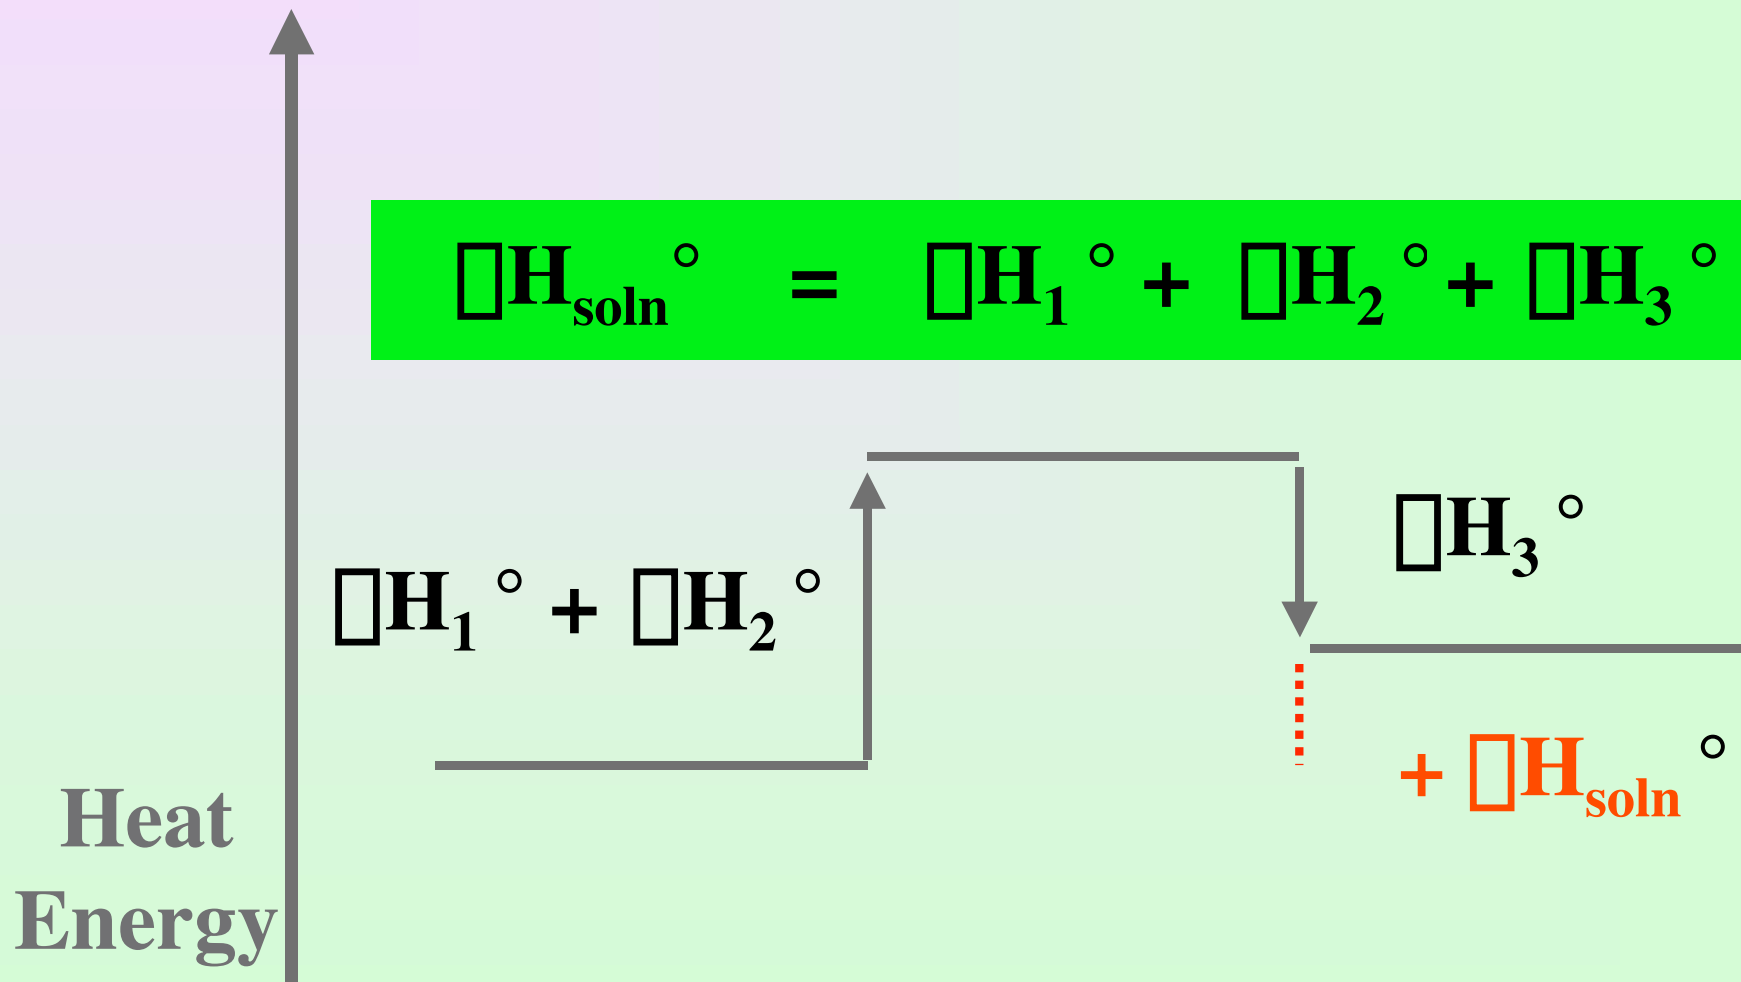 ▯Hsoln° = ▯H1° + ▯H2° + ▯H3°
▯H3°
▯H1° + ▯H2°
+ ▯Hsoln°
Heat
Energy